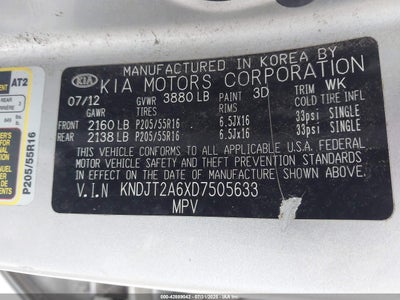 MANUFACTURED IN KOREA BY
KIA KIA MOTORS CORPORATION
07/12 GVWR 3880 LB PAINT 3D TRIM WK
GAWR TIRES RIMS COLD TIRE INFL
FRONT 2160 LB P205/55R16 6.5JX16 33psi SINGLE
REAR 2138 LB P205/55R16 6.5JX16 33psi SINGLE
THIS VEHICLE CONFORMS TO ALL APPLICABLE U.S.A. FEDERAL
MOTOR VEHICLE SAFETY AND THEFT PREVENTION STANDARDS
IN EFFECT ON THE DATE OF MANUFACTURE SHOWN ABOVE.
V.I.N KNDJT2A6XD7505633
MPV
AT2
REAR
P205/55R16